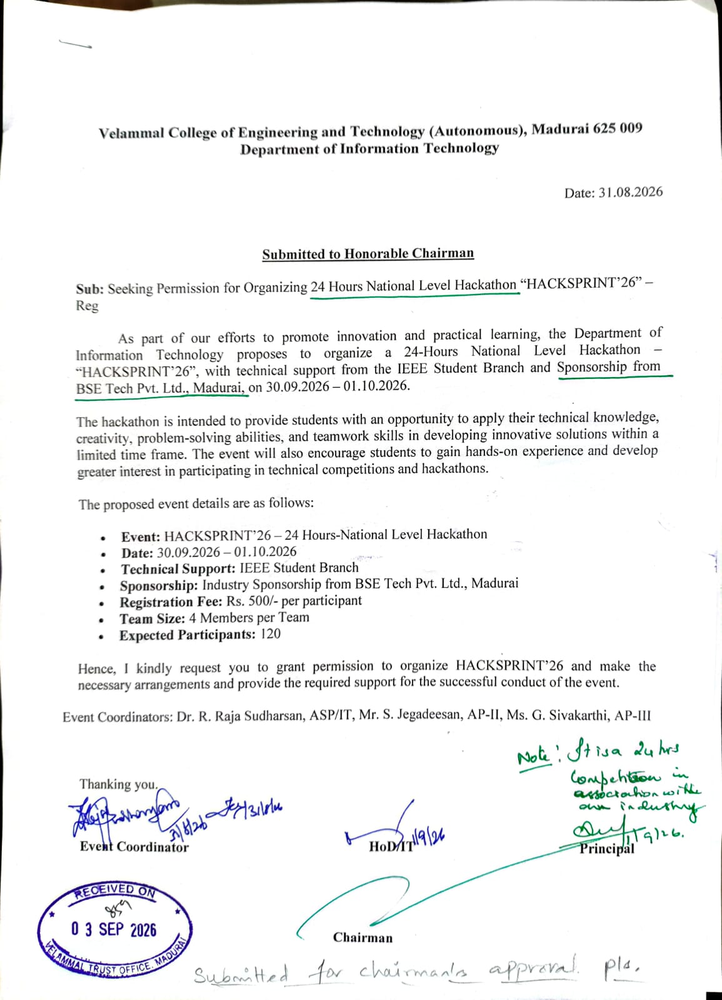 Velammal College of Engineering and Technology (Autonomous), Madurai 625 009
Department of Information Technology
Date: 31.08.2026
Submitted to Honorable Chairman
Sub: Seeking Permission for Organizing 24 Hours National Level Hackathon “HACKSPRINT’26” –
Reg
As part of our efforts to promote innovation and practical learning, the Department of
Information Technology proposes to organize a 24-Hours National Level Hackathon –
“HACKSPRINT’26”, with technical support from the IEEE Student Branch and Sponsorship from
BSE Tech Pvt. Ltd., Madurai, on 30.09.2026 – 01.10.2026.
The hackathon is intended to provide students with an opportunity to apply their technical knowledge,
creativity, problem-solving abilities, and teamwork skills in developing innovative solutions within a
limited time frame. The event will also encourage students to gain hands-on experience and develop
greater interest in participating in technical competitions and hackathons.
The proposed event details are as follows:
• Event: HACKSPRINT’26 – 24 Hours-National Level Hackathon
• Date: 30.09.2026 – 01.10.2026
• Technical Support: IEEE Student Branch
• Sponsorship: Industry Sponsorship from BSE Tech Pvt. Ltd., Madurai
• Registration Fee: Rs. 500/- per participant
• Team Size: 4 Members per Team
• Expected Participants: 120
Hence, I kindly request you to grant permission to organize HACKSPRINT’26 and make the
necessary arrangements and provide the required support for the successful conduct of the event.
Event Coordinators: Dr. R. Raja Sudharsan, ASP/IT, Mr. S. Jegadeesan, AP-II, Ms. G. Sivakarthi, AP-III
Note: It is a 24 hrs
Competition in
association with
an industry
Thanking you.
31/8/26 31/8/26
1/9/26
1/9/26.
Event Coordinator
HoD/IT
Principal
RECEIVED ON
859
03 SEP 2026
VELAMMAL TRUST OFFICE, MADURAI
Chairman
Submitted for chairman's approval. pls.